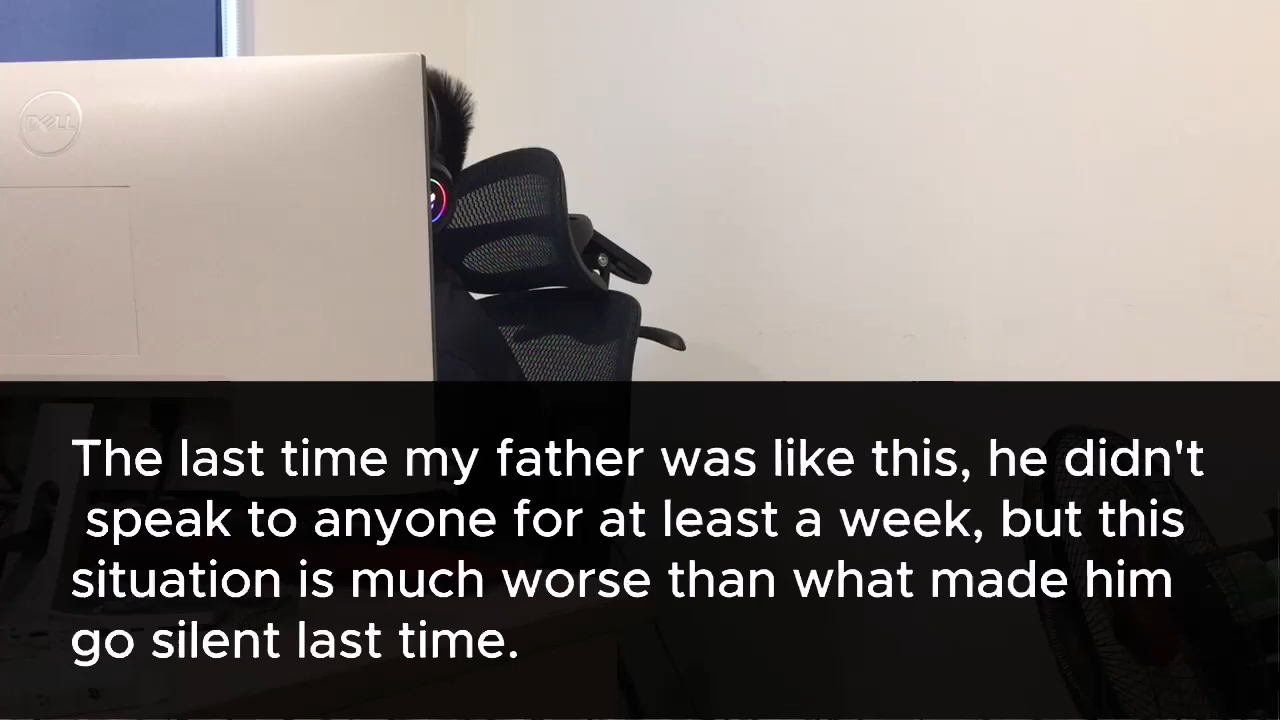 DELL
The last time my father was like this, he didn't
speak to anyone for at least a week, but this
situation is much worse than what made him
go silent last time.